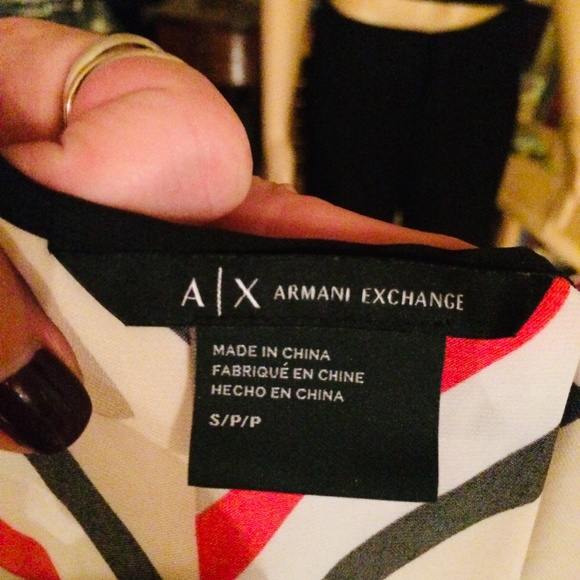 A|X ARMANI EXCHANGE
MADE IN CHINA
FABRIQUÉ EN CHINE
HECHO EN CHINA
S/P/P